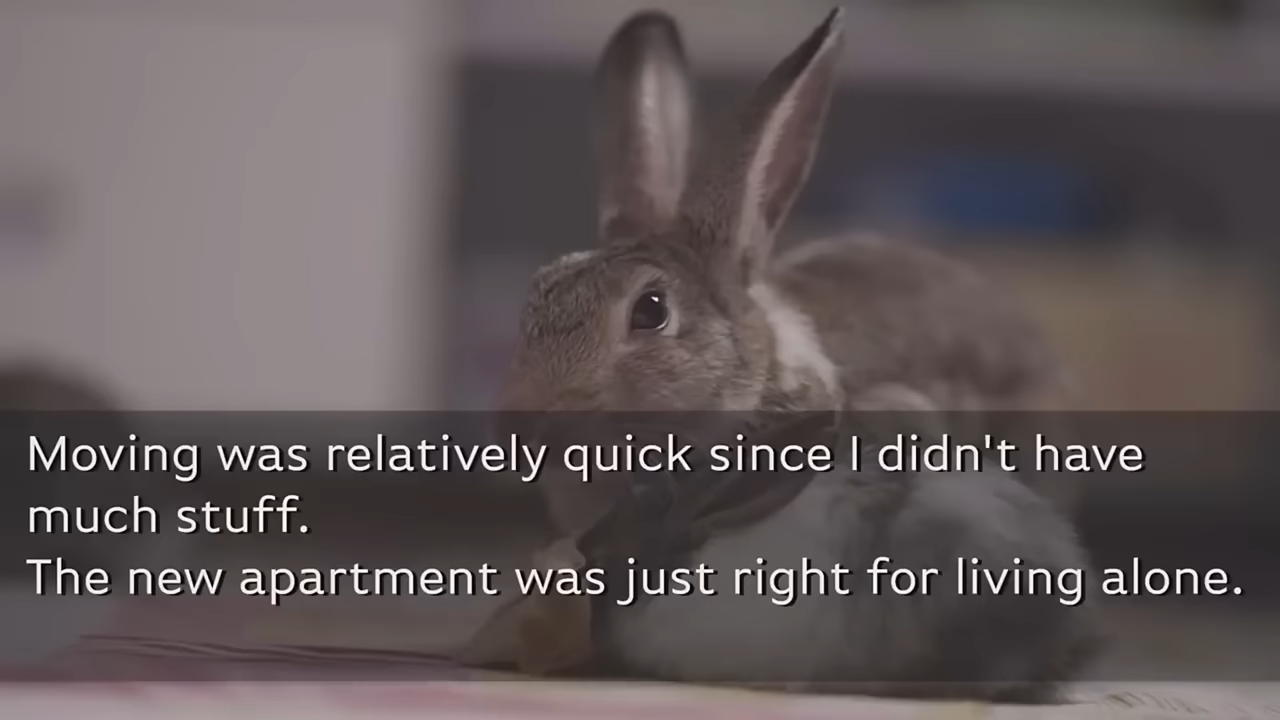 Moving was relatively quick since I didn't have
much stuff.
The new apartment was just right for living alone.